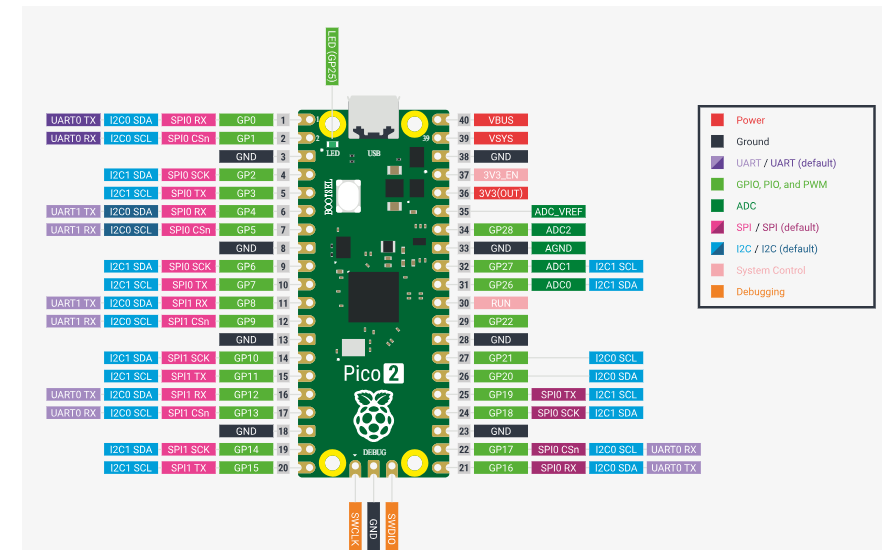 LED (GP25)
UART0 TX I2C0 SDA SPI0 RX GP0 1 1 40 VBUS
UART0 RX I2C0 SCL SPI0 CSn GP1 2 2 39 39 VSYS
GND 3 LED USB 38 GND
I2C1 SDA SPI0 SCK GP2 4 37 3V3_EN
I2C1 SCL SPI0 TX GP3 5 BOOTSEL 36 3V3(OUT)
UART1 TX I2C0 SDA SPI0 RX GP4 6 35 ADC_VREF
UART1 RX I2C0 SCL SPI0 CSn GP5 7 34 GP28 ADC2
GND 8 33 GND AGND
I2C1 SDA SPI0 SCK GP6 9 32 GP27 ADC1 I2C1 SCL
I2C1 SCL SPI0 TX GP7 10 31 GP26 ADC0 I2C1 SDA
UART1 TX I2C0 SDA SPI1 RX GP8 11 30 RUN
UART1 RX I2C0 SCL SPI1 CSn GP9 12 29 GP22
GND 13 28 GND
I2C1 SDA SPI1 SCK GP10 14 27 GP21 I2C0 SCL
I2C1 SCL SPI1 TX GP11 15 Pico 2 26 GP20 I2C0 SDA
UART0 TX I2C0 SDA SPI1 RX GP12 16 25 GP19 SPI0 TX I2C1 SCL
UART0 RX I2C0 SCL SPI1 CSn GP13 17 24 GP18 SPI0 SCK I2C1 SDA
GND 18 23 GND
I2C1 SDA SPI1 SCK GP14 19 DEBUG 22 GP17 SPI0 CSn I2C0 SCL UART0 RX
I2C1 SCL SPI1 TX GP15 20 21 GP16 SPI0 RX I2C0 SDA UART0 TX
SWCLK GND SWDIO
Power
Ground
UART / UART (default)
GPIO, PIO, and PWM
ADC
SPI / SPI (default)
I2C / I2C (default)
System Control
Debugging